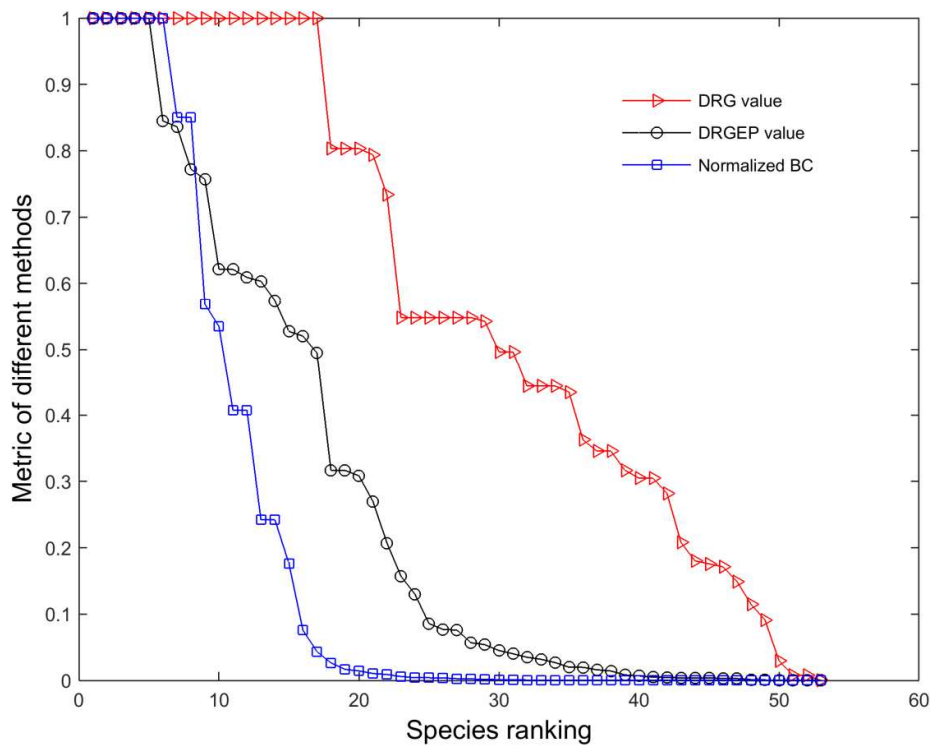 1
0.9
0.8
0.7
0.6
0.5
0.4
0.3
0.2
0.1
0
Metric of different methods
DRG value
DRGEP value
Normalized BC
0 10 20 30 40 50 60
Species ranking